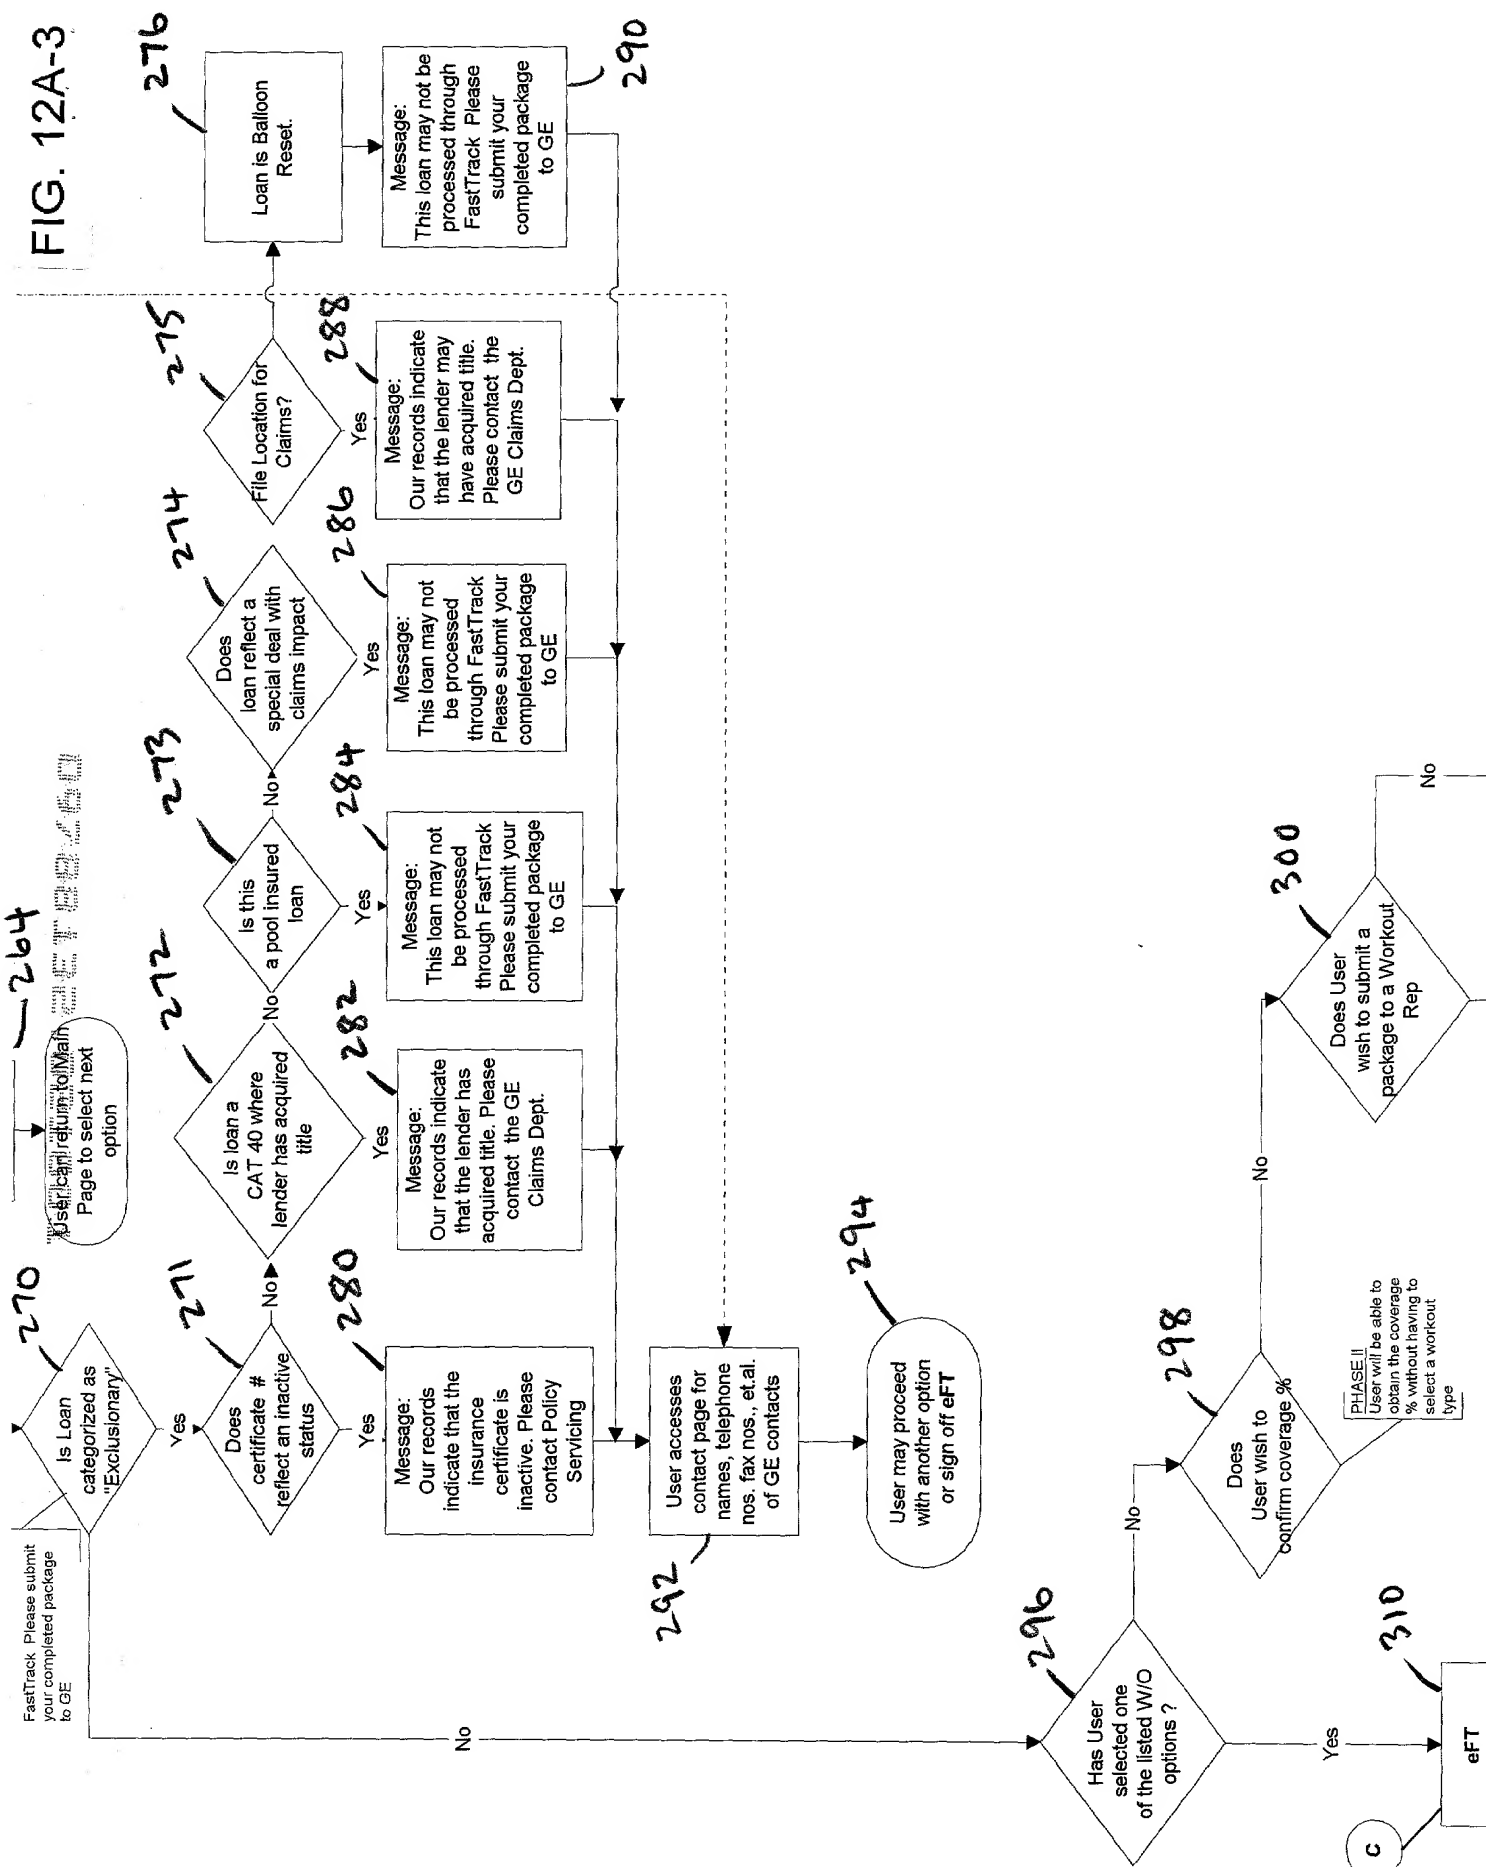 FIG. 12A-3
FastTrack Please submit
your completed package
to GE
264
User can return to Main
Page to select next
option
270
Is Loan
categorized as
"Exclusionary"
Yes
No
271
Does
certificate #
reflect an inactive
status
No
Yes
272
Is loan a
CAT 40 where
lender has acquired
title
No
Yes
273
Is this
a pool insured
loan
No
Yes
274
Does
loan reflect a
special deal with
claims impact
Yes
275
File Location for
Claims?
Yes
276
Loan is Balloon
Reset.
280
Message:
Our records
indicate that the
insurance
certificate is
inactive. Please
contact Policy
Servicing
282
Message:
Our records indicate
that the lender has
acquired title. Please
contact the GE
Claims Dept.
284
Message:
This loan may not
be processed
through FastTrack
Please submit your
completed package
to GE
286
Message:
This loan may not
be processed
through FastTrack
Please submit your
completed package
to GE
288
Message:
Our records indicate
that the lender may
have acquired title.
Please contact the
GE Claims Dept.
290
Message:
This loan may not be
processed through
FastTrack Please
submit your
completed package
to GE
292
User accesses
contact page for
names, telephone
nos. fax nos., et.al.
of GE contacts
294
User may proceed
with another option
or sign off eFT
296
Has User
selected one
of the listed W/O
options ?
No
Yes
298
Does
User wish to
confirm coverage %
No
PHASE II
User will be able to
obtain the coverage
% without having to
select a workout
type
300
Does User
wish to submit a
package to a Workout
Rep
No
310
eFT
C